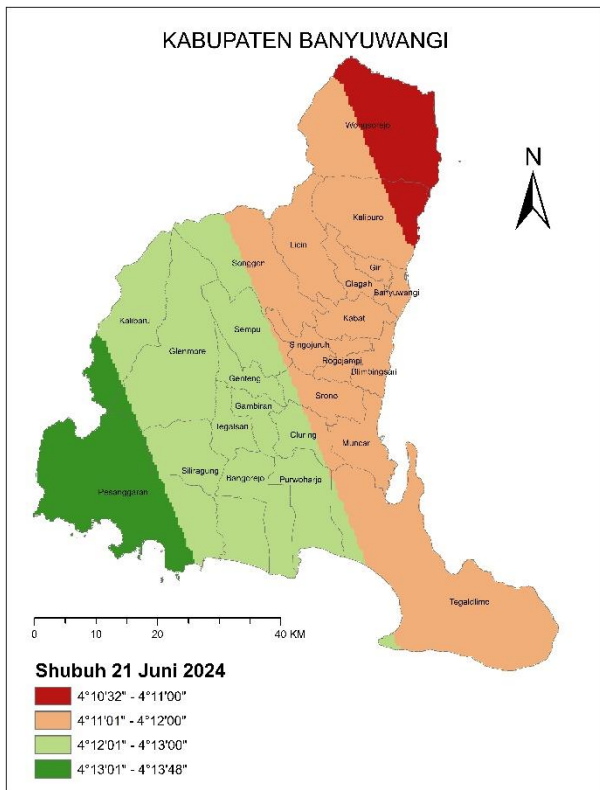 KABUPATEN BANYUWANGI
Wongsorejo
N
Kalipuro
Licin
Songgon
Giri
Glagah
Banyuwangi
Kalibaru
Sempu
Kabat
Glenmore
Singojuruh
Rogojampi
Blimbingsari
Genteng
Srono
Gambiran
Tegalsari
Cluring
Muncar
Siliragung
Bangorejo
Purwoharjo
Pesanggaran
Tegaldlimo
0 10 20 40 KM
Shubuh 21 Juni 2024
4°10'32" - 4°11'00"
4°11'01" - 4°12'00"
4°12'01" - 4°13'00"
4°13'01" - 4°13'48"